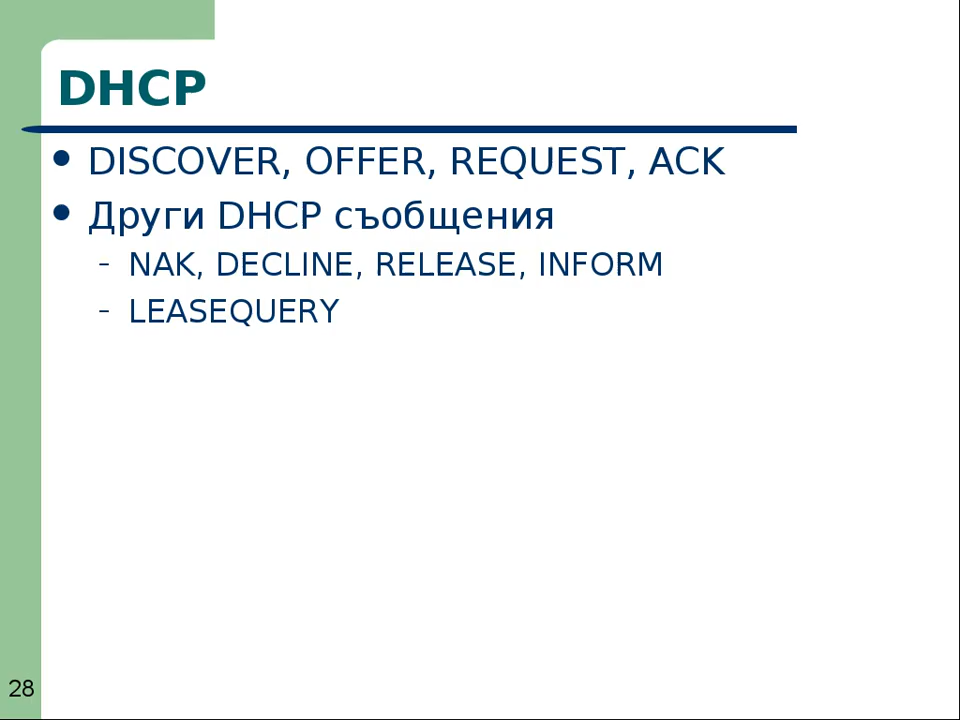 DHCP
DISCOVER, OFFER, REQUEST, ACK
Други DHCP съобщения
– NAK, DECLINE, RELEASE, INFORM
– LEASEQUERY
28